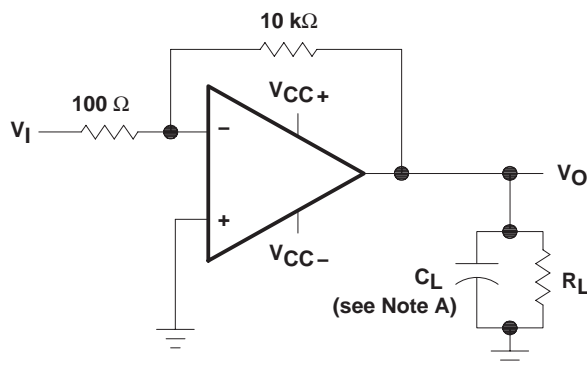 10 kΩ
VCC+
100 Ω
VI
−
+
VO
VCC−
CL
RL
(see Note A)